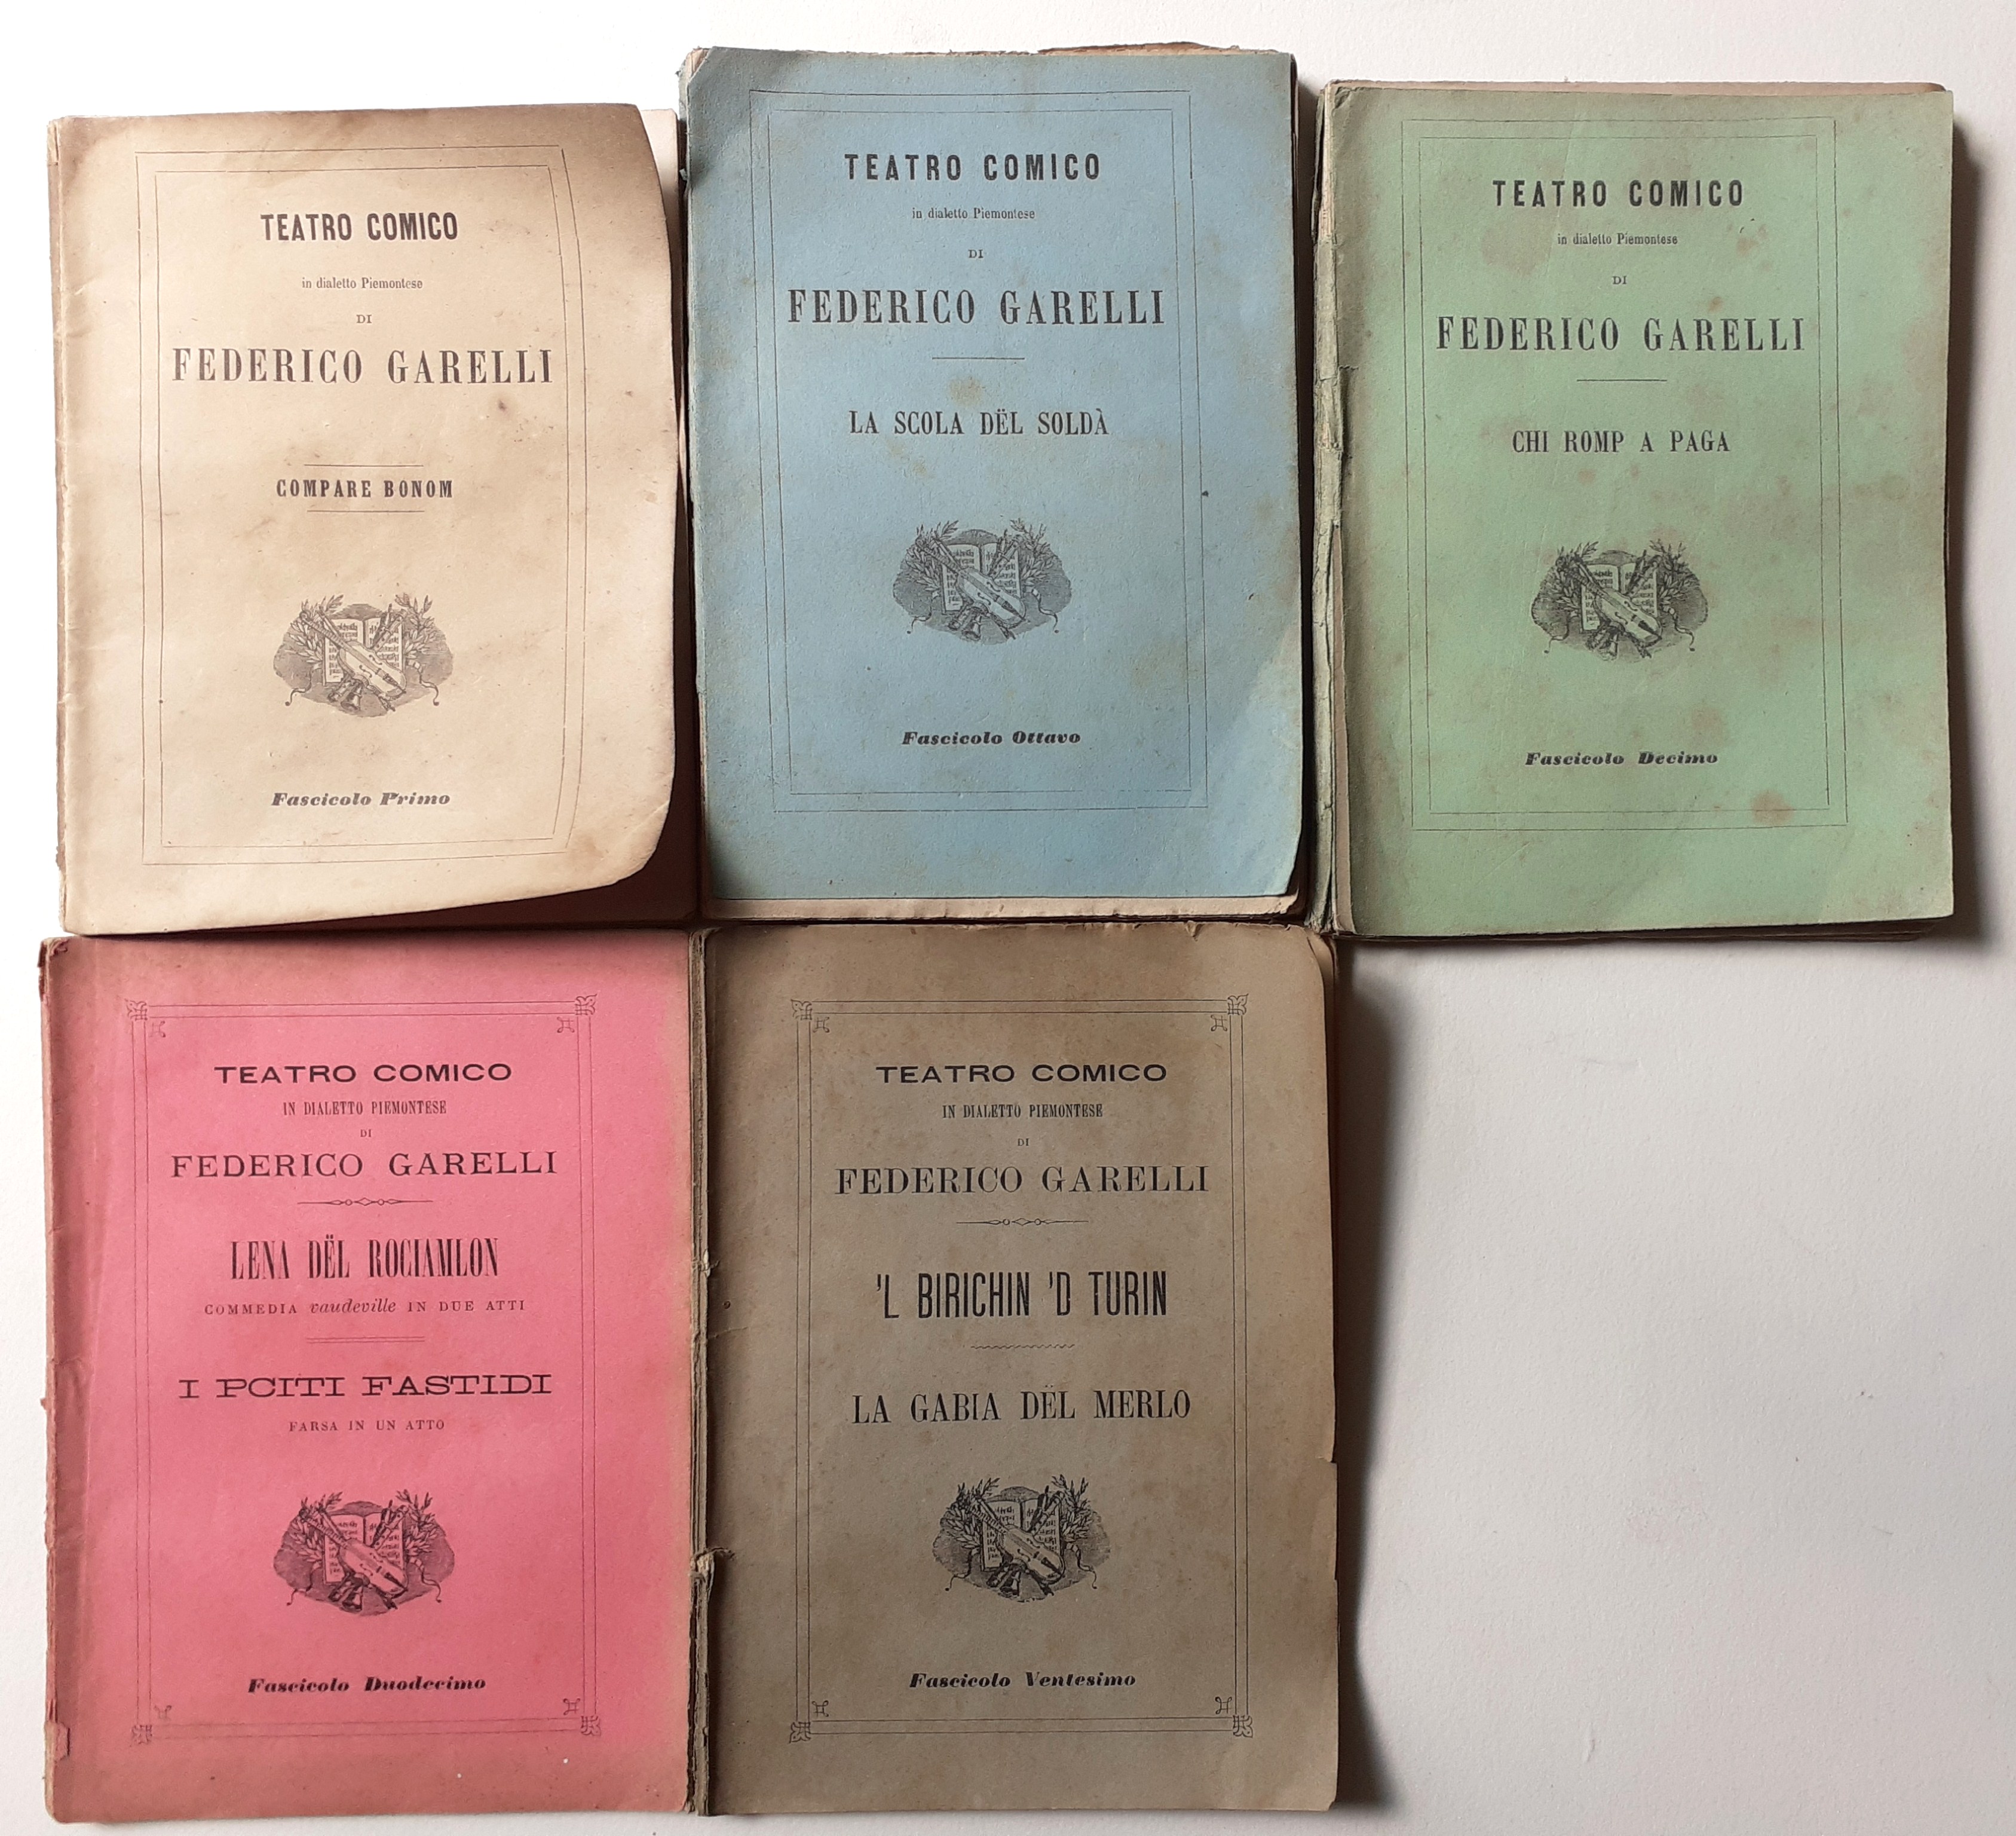 TEATRO COMICO
in dialetto Piemontese
DI
FEDERICO GARELLI
COMPARE BONOM
Fascicolo Primo
TEATRO COMICO
in dialetto Piemontese
DI
FEDERICO GARELLI
LA SCOLA DËL SOLDÀ
Fascicolo Ottavo
TEATRO COMICO
in dialetto Piemontese
DI
FEDERICO GARELLI
CHI ROMP A PAGA
Fascicolo Decimo
TEATRO COMICO
IN DIALETTO PIEMONTESE
DI
FEDERICO GARELLI
LENA DËL ROCIAMLON
COMMEDIA vaudeville IN DUE ATTI
I PCITI FASTIDI
FARSA IN UN ATTO
Fascicolo Duodecimo
TEATRO COMICO
IN DIALETTO PIEMONTESE
DI
FEDERICO GARELLI
'L BIRICHIN 'D TURIN
LA GABIA DËL MERLO
Fascicolo Ventesimo